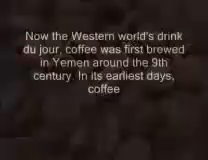 Now the Western world's drink
du jour, coffee was first brewed
in Yemen around the 9th
century. In its earliest days,
coffee